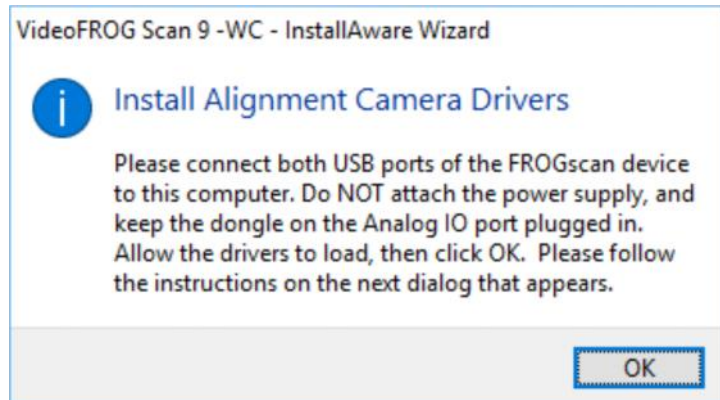 VideoFROG Scan 9 -WC - InstallAware Wizard
Install Alignment Camera Drivers
Please connect both USB ports of the FROGscan device
to this computer. Do NOT attach the power supply, and
keep the dongle on the Analog IO port plugged in.
Allow the drivers to load, then click OK.  Please follow
the instructions on the next dialog that appears.
OK